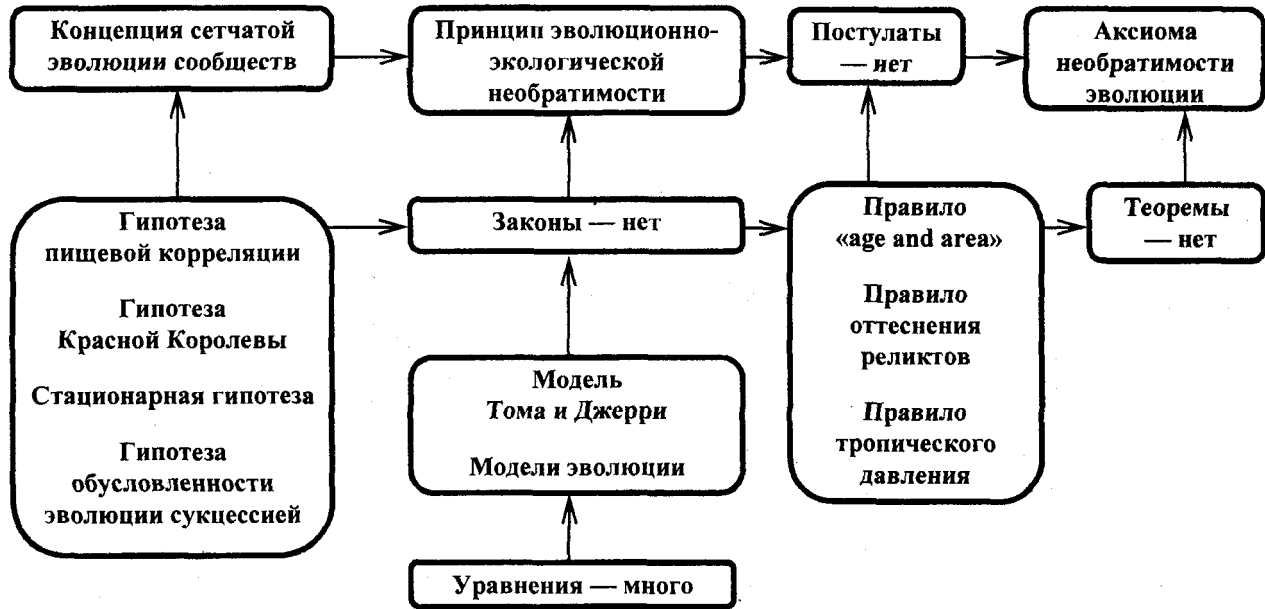 Концепция сетчатой
эволюции сообществ
Принцип эволюционно-
экологической
необратимости
Постулаты
— нет
Аксиома
необратимости
эволюции
Гипотеза
пищевой корреляции
Гипотеза
Красной Королевы
Стационарная гипотеза
Гипотеза
обусловленности
эволюции сукцессией
Законы — нет
Модель
Тома и Джерри
Модели эволюции
Уравнения — много
Правило
«age and area»
Правило
оттеснения
реликтов
Правило
тропического
давления
Теоремы
— нет